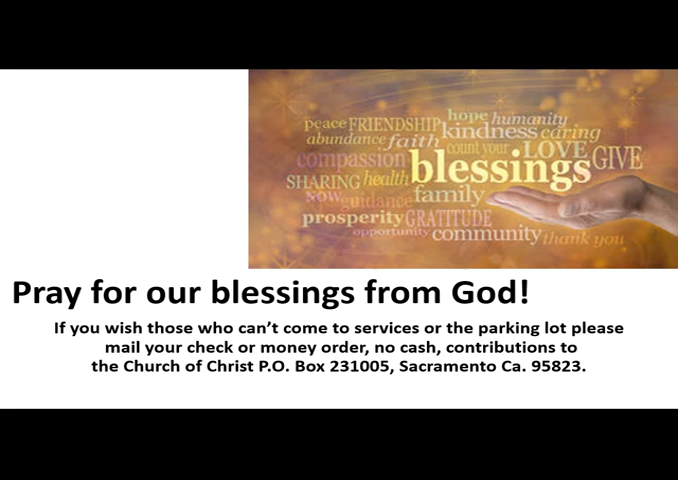 hope humanity
peace FRIENDSHIP kindness caring
abundance faith count your LOVE GIVE
compassion blessings
SHARING health
now guidance family
prosperity GRATITUDE
opportunity community thank you
Pray for our blessings from God!
If you wish those who can’t come to services or the parking lot please
mail your check or money order, no cash, contributions to
the Church of Christ P.O. Box 231005, Sacramento Ca. 95823.